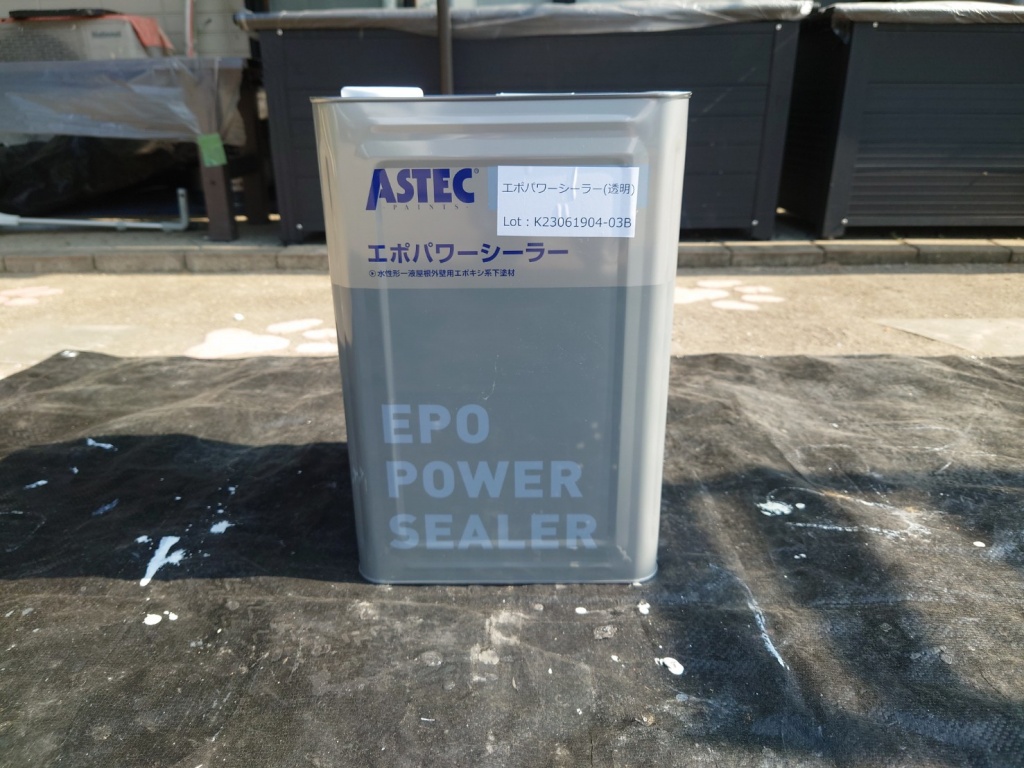 ASTEC®
PAINTS
エポパワーシーラー(透明)
Lot : K23061904-03B
エポパワーシーラー
水性形一液屋根外壁用エポキシ系下塗材
EPO
POWER
SEALER